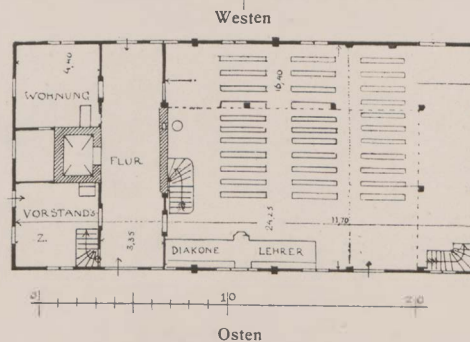 Westen
4,40
16,40
WOHNUNG
FLUR
VORSTANDS
Z
3,35
24,23
11,70
DIAKONE LEHRER
0 10 20
Osten